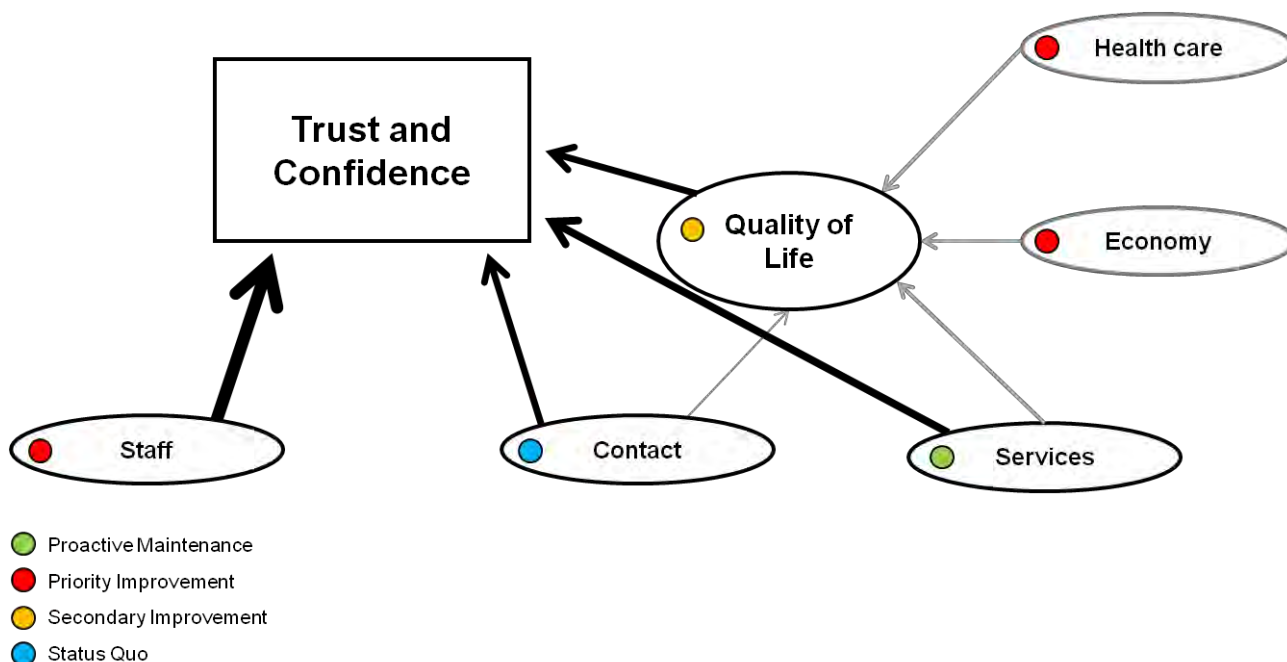 Health care
Trust and
Confidence
Quality of
Life
Economy
Staff
Contact
Services
Proactive Maintenance
Priority Improvement
Secondary Improvement
Status Quo